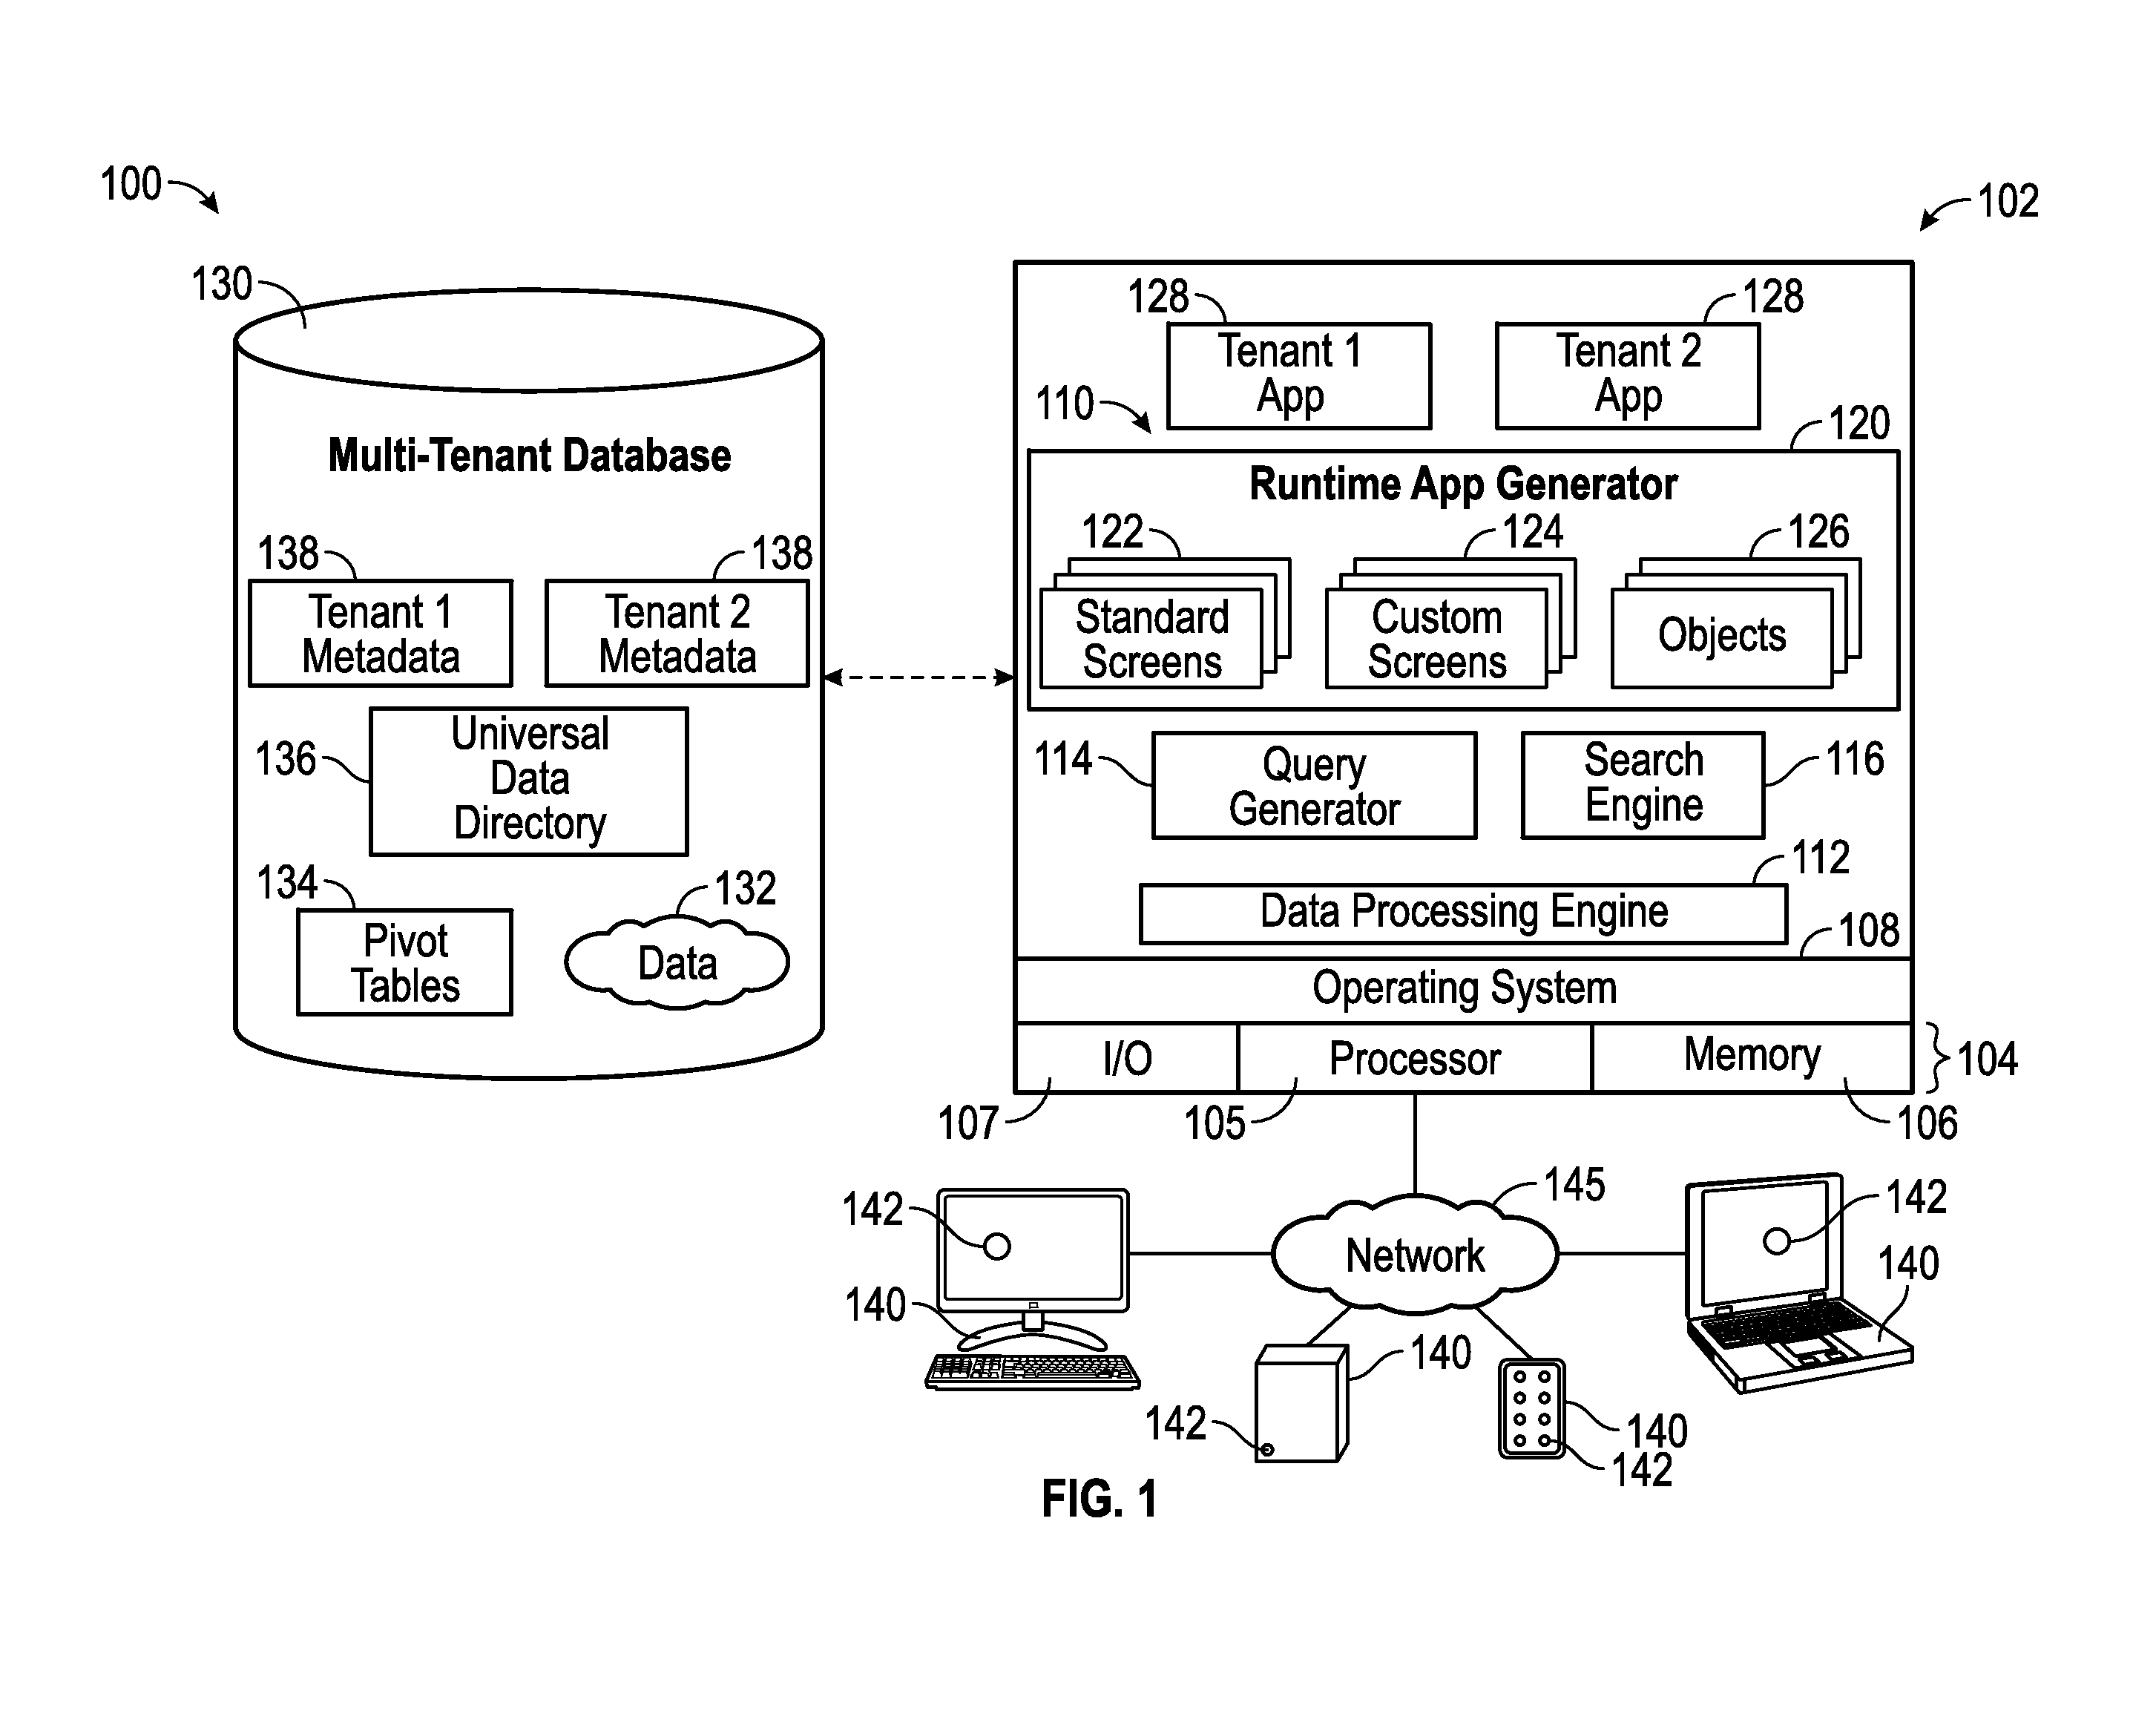 100
102
130
128
128
Tenant 1
App
Tenant 2
App
110
120
Multi-Tenant Database
Runtime App Generator
138
138
122
124
126
Tenant 1
Metadata
Tenant 2
Metadata
Standard
Screens
Custom
Screens
Objects
136
Universal
Data
Directory
114
Query
Generator
Search
Engine
116
134
132
112
Pivot
Tables
Data
Data Processing Engine
108
Operating System
I/O
Processor
Memory
104
107
105
106
142
145
142
Network
140
140
140
142
140
142
FIG. 1